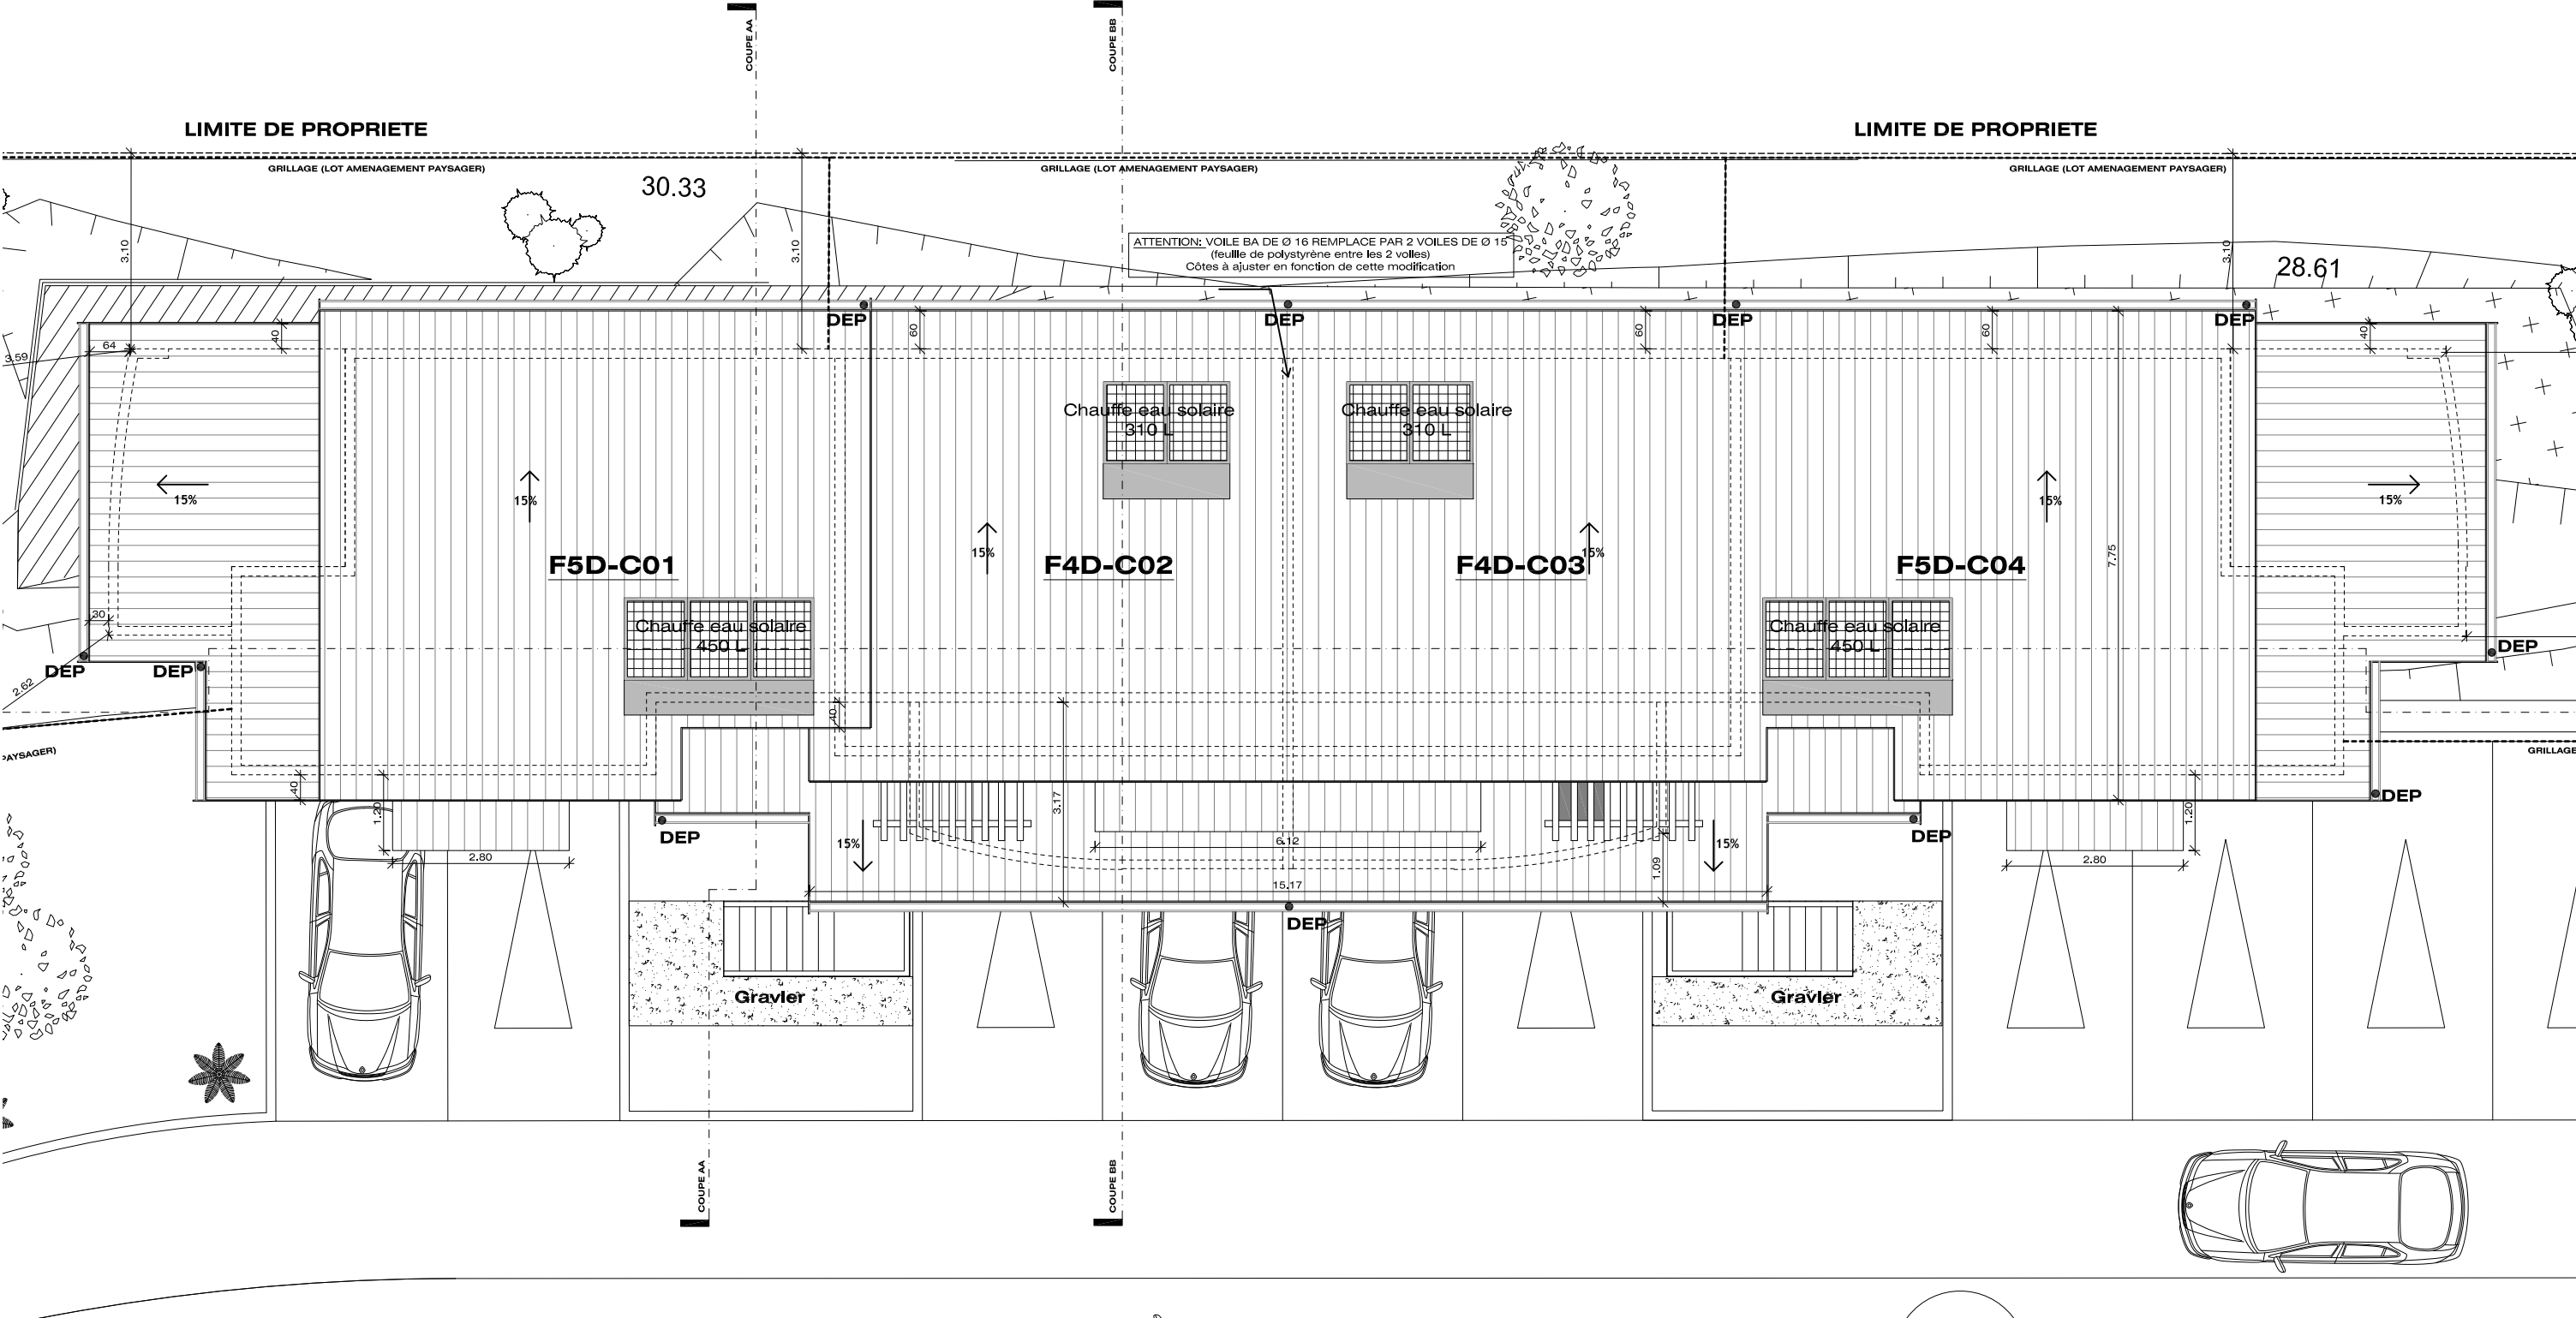 COUPE AA
COUPE BB
LIMITE DE PROPRIETE
LIMITE DE PROPRIETE
GRILLAGE (LOT AMENAGEMENT PAYSAGER)
GRILLAGE (LOT AMENAGEMENT PAYSAGER)
GRILLAGE (LOT AMENAGEMENT PAYSAGER)
30.33
3.10
3.10
3.10
ATTENTION: VOILE BA DE Ø 16 REMPLACE PAR 2 VOILES DE Ø 15
(feuille de polystyrène entre les 2 voiles)
Côtes à ajuster en fonction de cette modification
28.61
DEP
DEP
DEP
DEP
40
60
60
60
40
3.59
64
Chauffe eau solaire
310 L
Chauffe eau solaire
310 L
15%
15%
15%
15%
15%
15%
F5D-C01
F4D-C02
F4D-C03
F5D-C04
7.75
30
Chauffe eau solaire
450 L
Chauffe eau solaire
450 L
DEP
DEP
DEP
2.62
40
PAYSAGER)
GRILLAGE
40
1.20
3.17
1.20
DEP
DEP
DEP
15%
6.12
15%
2.80
1.09
2.80
15.17
DEP
Gravier
Gravier
COUPE AA
COUPE BB